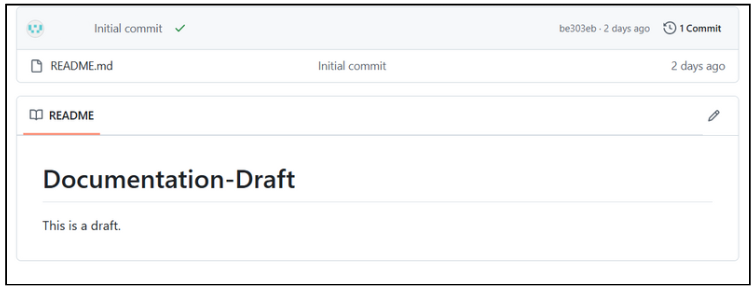 Initial commit be303eb · 2 days ago 1 Commit
README.md Initial commit 2 days ago
README
Documentation-Draft
This is a draft.